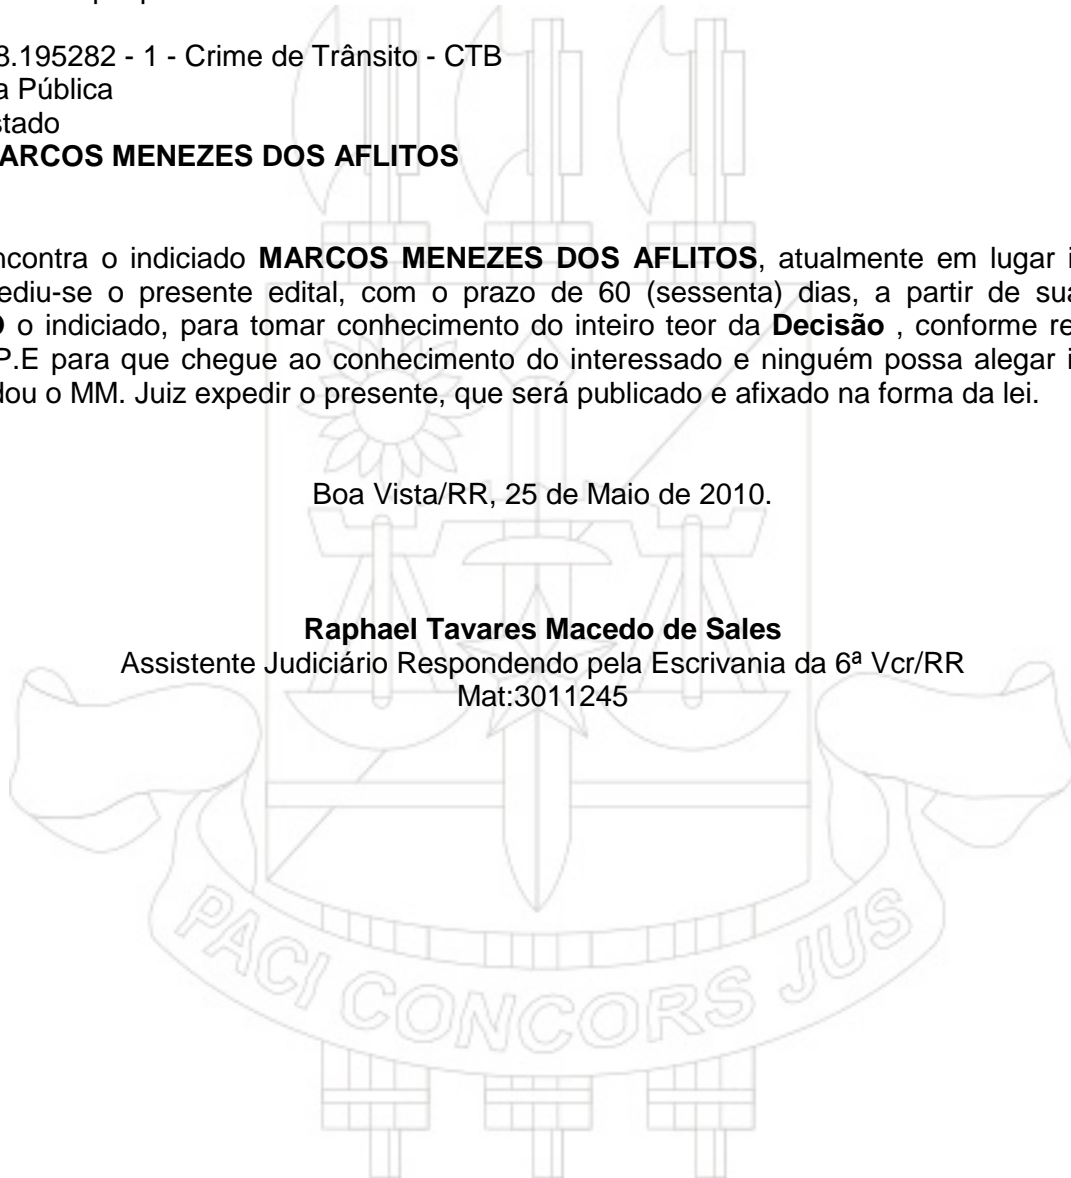 8.195282 - 1 - Crime de Trânsito - CTB
a Pública
stado
ARCOS MENEZES DOS AFLITOS
ncontra o indiciado MARCOS MENEZES DOS AFLITOS, atualmente em lugar i
ediu-se o presente edital, com o prazo de 60 (sessenta) dias, a partir de sua
O o indiciado, para tomar conhecimento do inteiro teor da Decisão , conforme re
P.E para que chegue ao conhecimento do interessado e ninguém possa alegar i
dou o MM. Juiz expedir o presente, que será publicado e afixado na forma da lei.
Boa Vista/RR, 25 de Maio de 2010.
Raphael Tavares Macedo de Sales
Assistente Judiciário Respondendo pela Escrivania da 6ª Vcr/RR
Mat:3011245
PACI CONCORS JUS